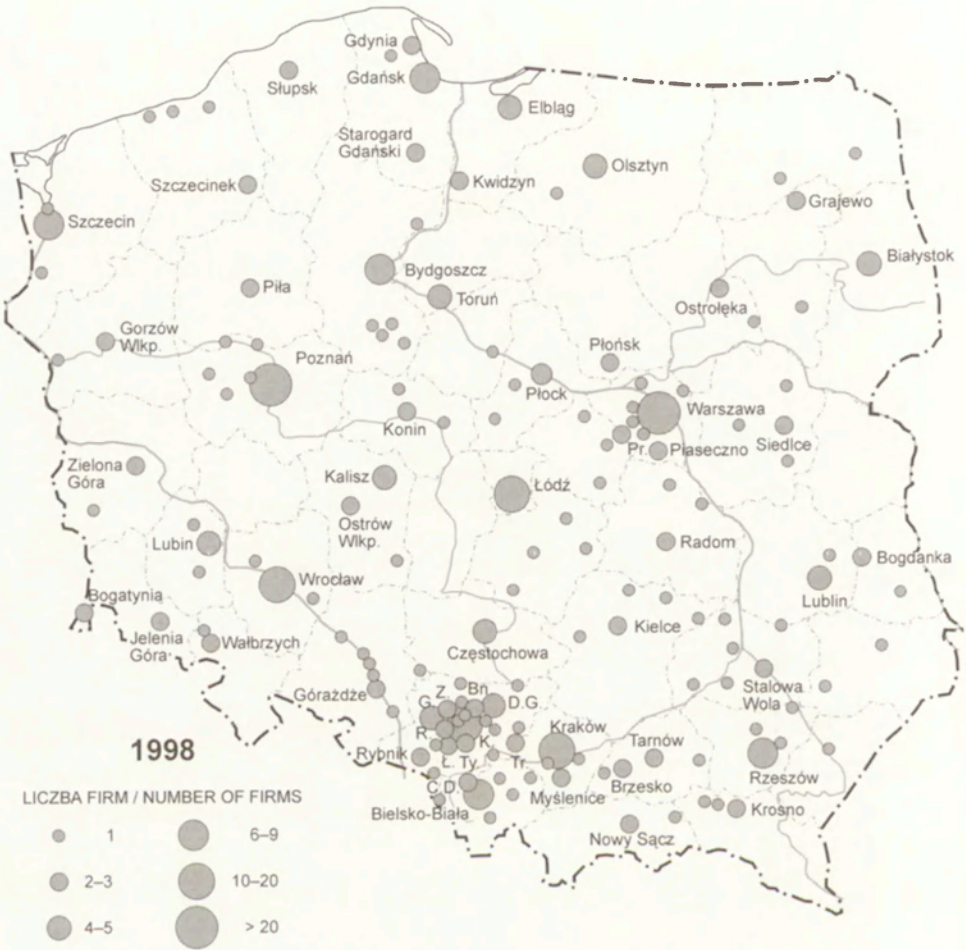 Gdynia
Gdańsk
Słupsk
Elbląg
Starogard
Gdański
Olsztyn
Szczecinek
Kwidzyn
Grajewo
Szczecin
Białystok
Bydgoszcz
Piła
Toruń
Ostrołęka
Gorzów
Wlkp.
Poznań
Płońsk
Płock
Warszawa
Konin
Pr.
Piaseczno
Siedlce
Zielona
Góra
Kalisz
Łódź
Ostrów
Wlkp.
Lubin
Radom
Bogdanka
Wrocław
Lublin
Bogatynia
Jelenia
Góra
Wałbrzych
Kielce
Częstochowa
Górażdże
Z.
Bn.
G.
D.G.
Stalowa
Wola
R.
K.
Kraków
Tarnów
Rybnik
Ł.
Ty.
Tr.
Rzeszów
C.D.
Myślenice
Brzesko
Bielsko-Biała
Krosno
Nowy Sącz
1998
LICZBA FIRM / NUMBER OF FIRMS
1
6–9
2–3
10–20
4–5
> 20